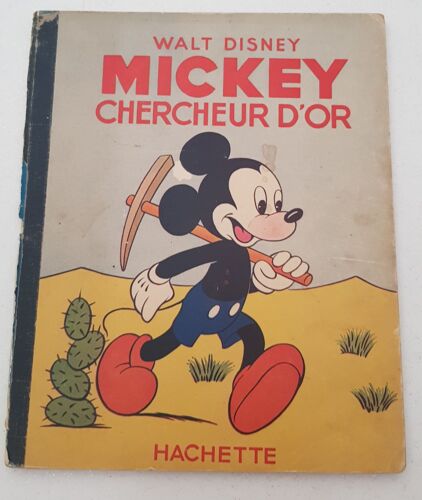 WALT DISNEY
MICKEY
CHERCHEUR D'OR
HACHETTE